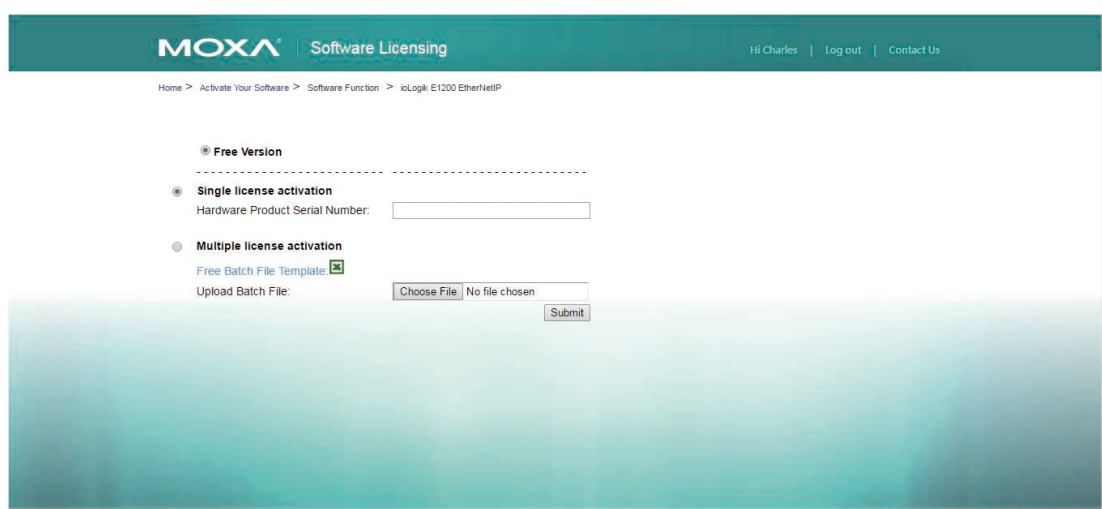 MOXA® Software Licensing Hi Charles | Log out | Contact Us
Home > Activate Your Software > Software Function > ioLogik E1200 EtherNetIP
Free Version
Single license activation
Hardware Product Serial Number:
Multiple license activation
Free Batch File Template:
Upload Batch File: Choose File No file chosen
Submit